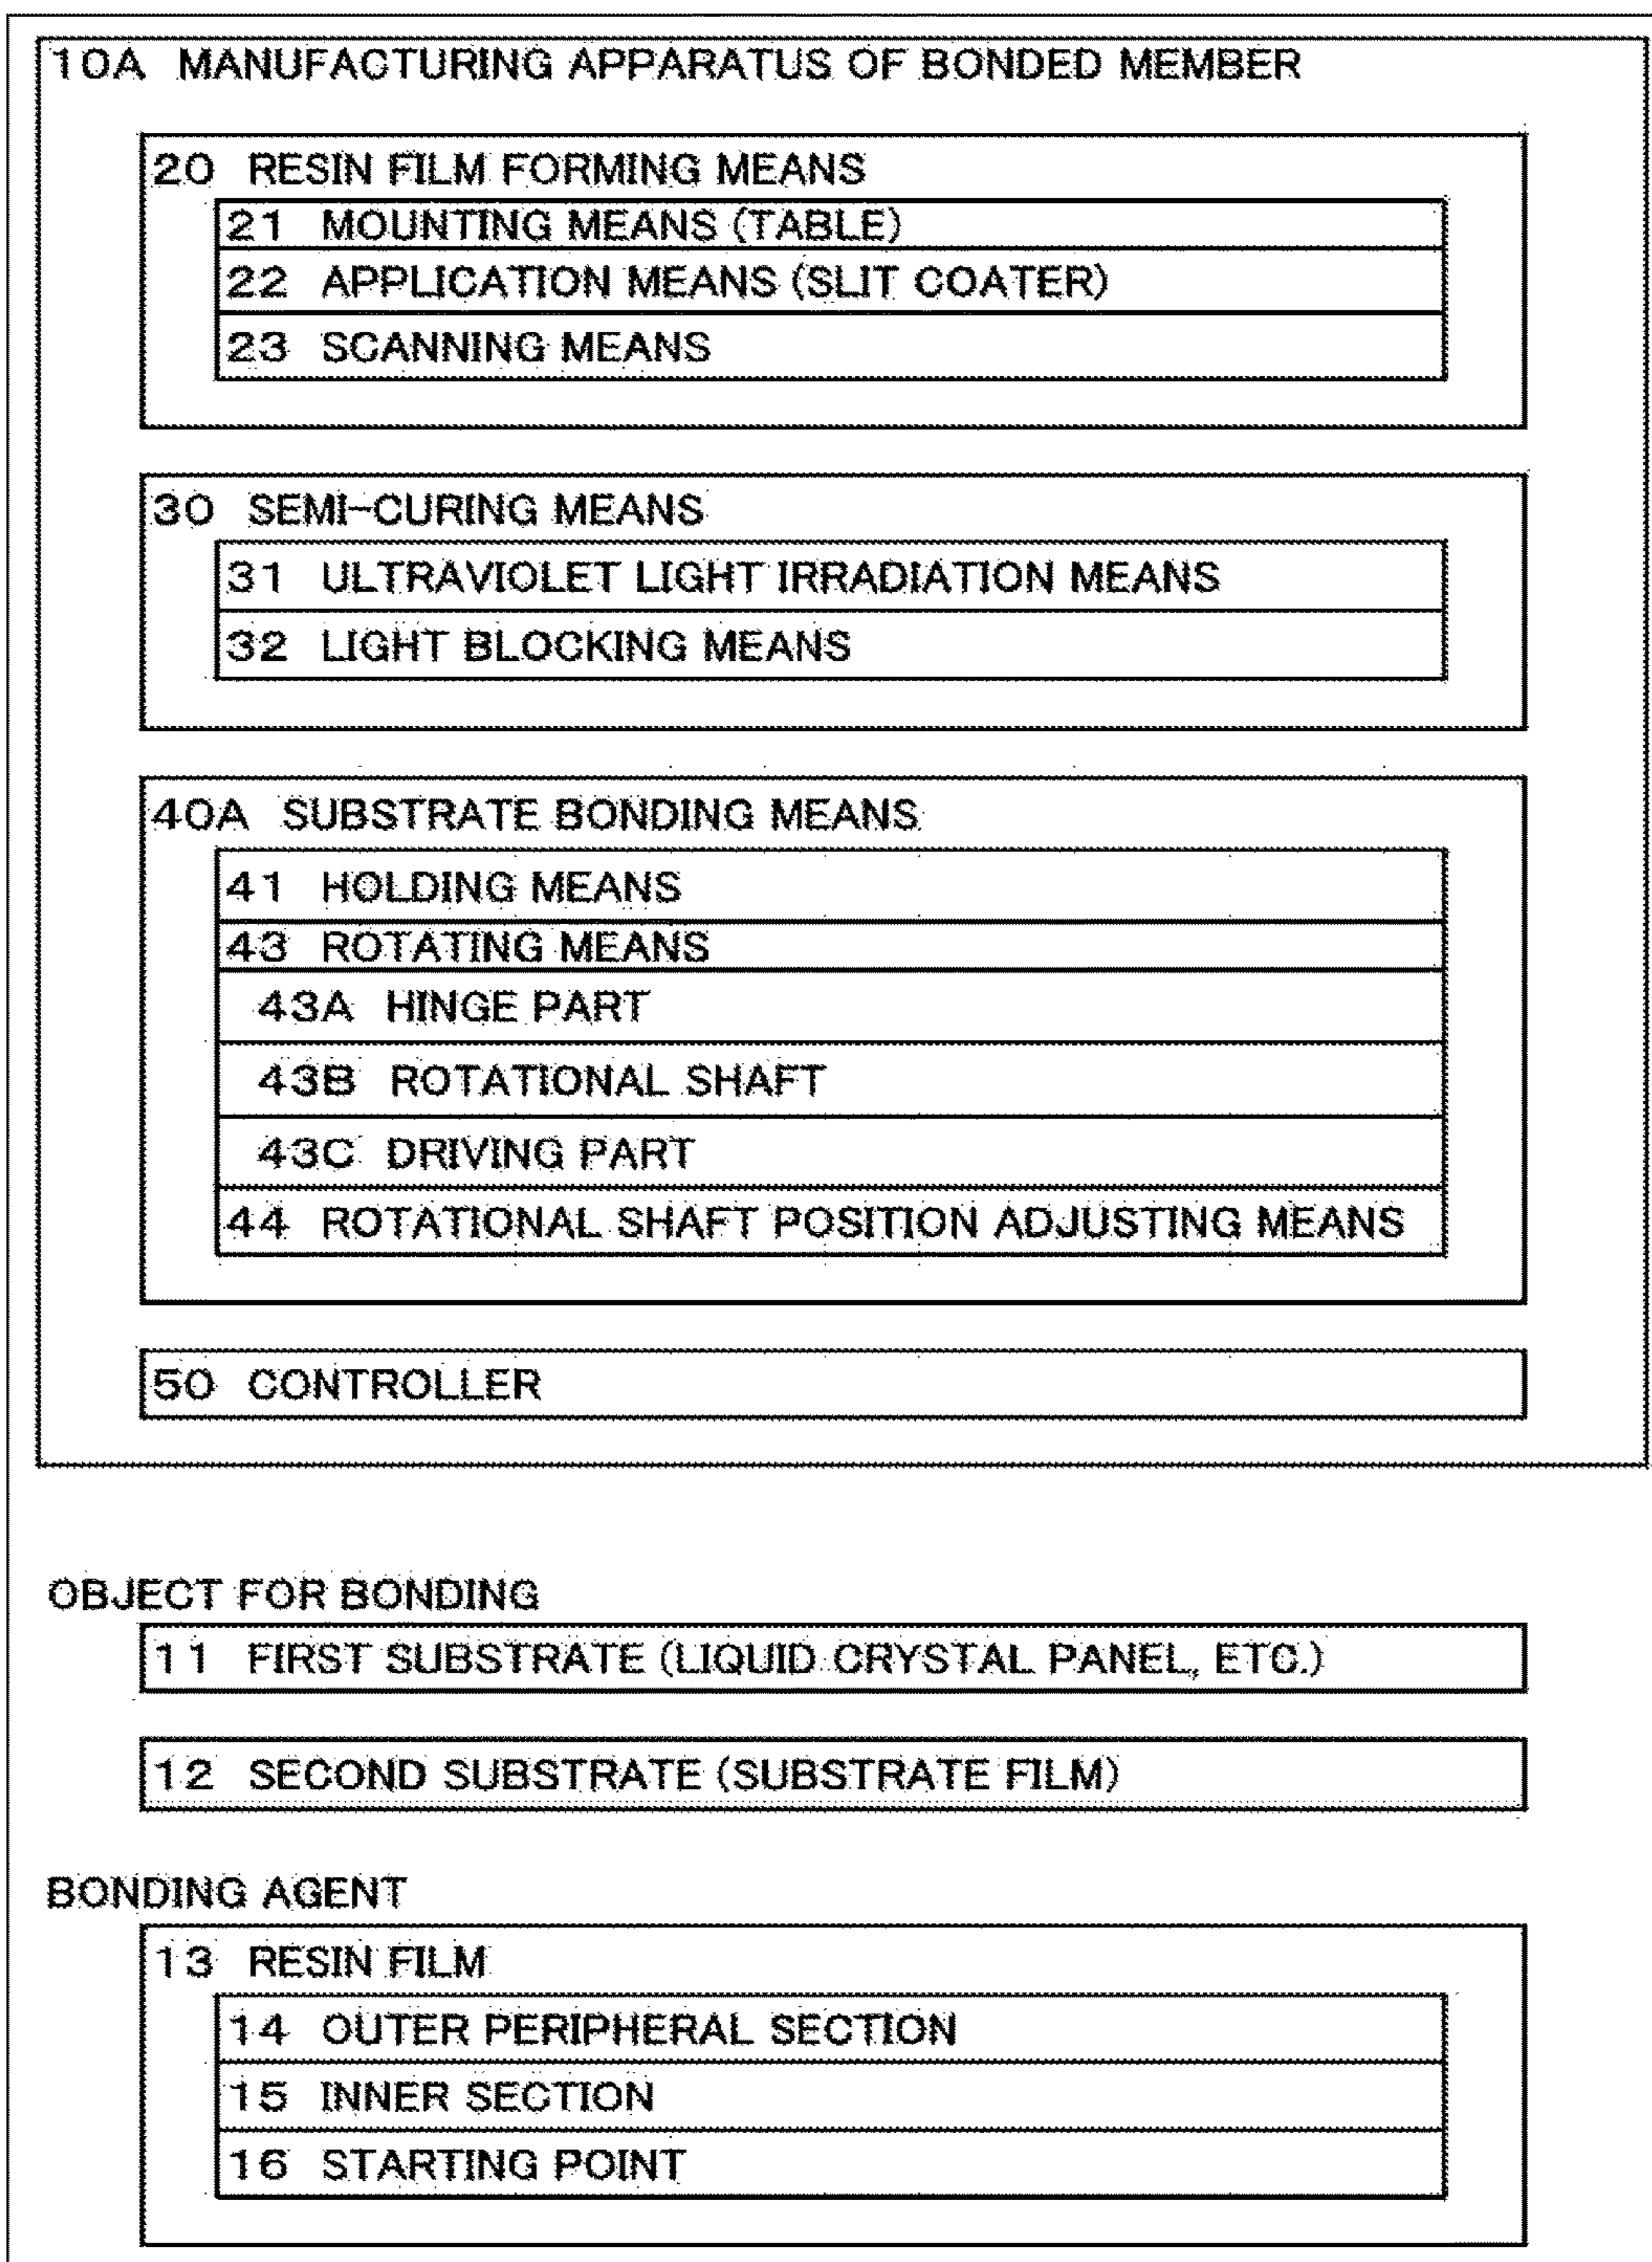 10A MANUFACTURING APPARATUS OF BONDED MEMBER
20 RESIN FILM FORMING MEANS
21 MOUNTING MEANS (TABLE)
22 APPLICATION MEANS (SLIT COATER)
23 SCANNING MEANS
30 SEMI-CURING MEANS
31 ULTRAVIOLET LIGHT IRRADIATION MEANS
32 LIGHT BLOCKING MEANS
40A SUBSTRATE BONDING MEANS
41 HOLDING MEANS
43 ROTATING MEANS
43A HINGE PART
43B ROTATIONAL SHAFT
43C DRIVING PART
44 ROTATIONAL SHAFT POSITION ADJUSTING MEANS
50 CONTROLLER
OBJECT FOR BONDING
11 FIRST SUBSTRATE (LIQUID CRYSTAL PANEL, ETC.)
12 SECOND SUBSTRATE (SUBSTRATE FILM)
BONDING AGENT
13 RESIN FILM
14 OUTER PERIPHERAL SECTION
15 INNER SECTION
16 STARTING POINT